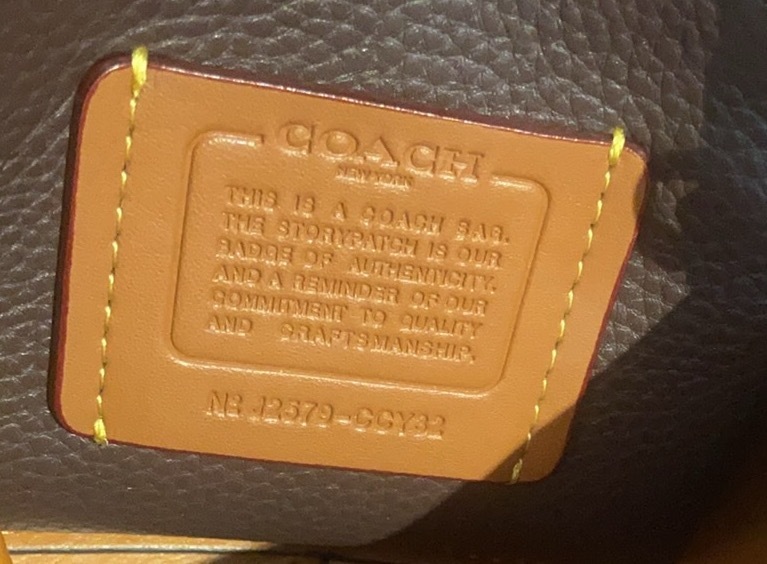 COACH
NEW YORK
THIS IS A COACH BAG.
THE STORYPATCH IS OUR
BADGE OF AUTHENTICITY,
AND A REMINDER OF OUR
COMMITMENT TO QUALITY
AND CRAFTSMANSHIP.
Nº J2579-CCY32